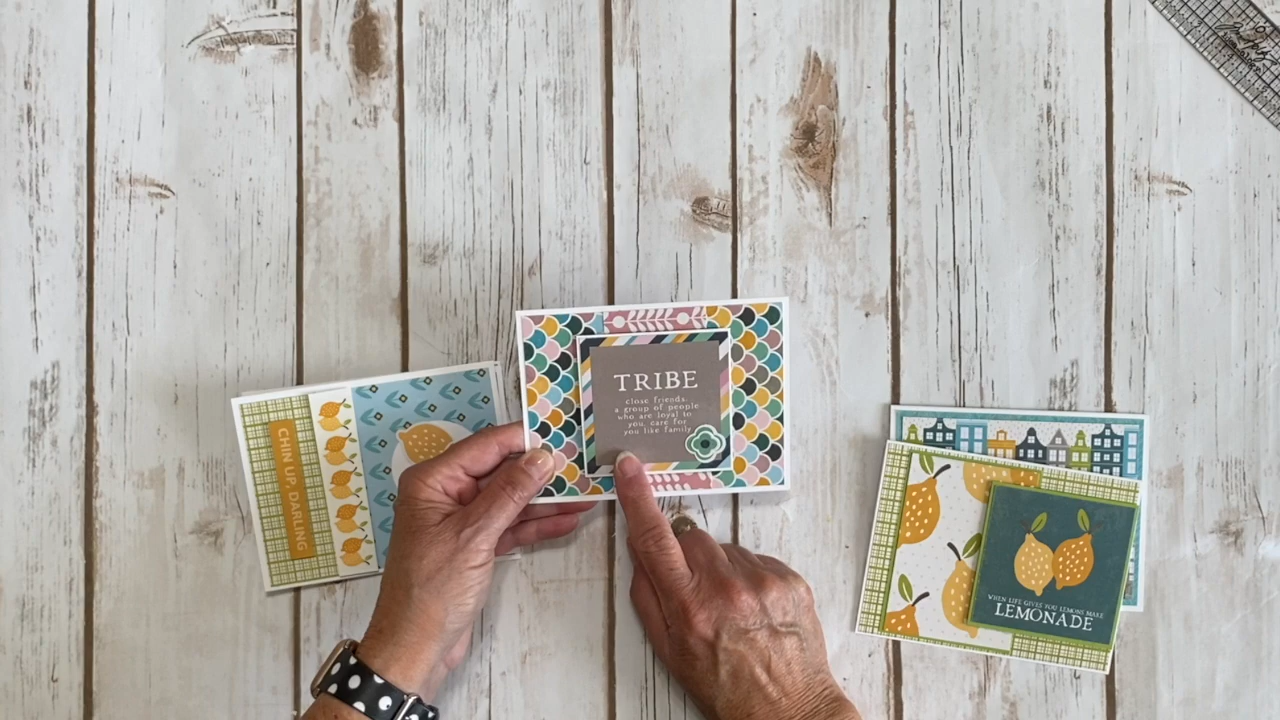 TRIBE
close friends.
a group of people
who are loyal to
you. care for
you like family.
CHIN UP, DARLING
WHEN LIFE GIVES YOU LEMONS MAKE
LEMONADE